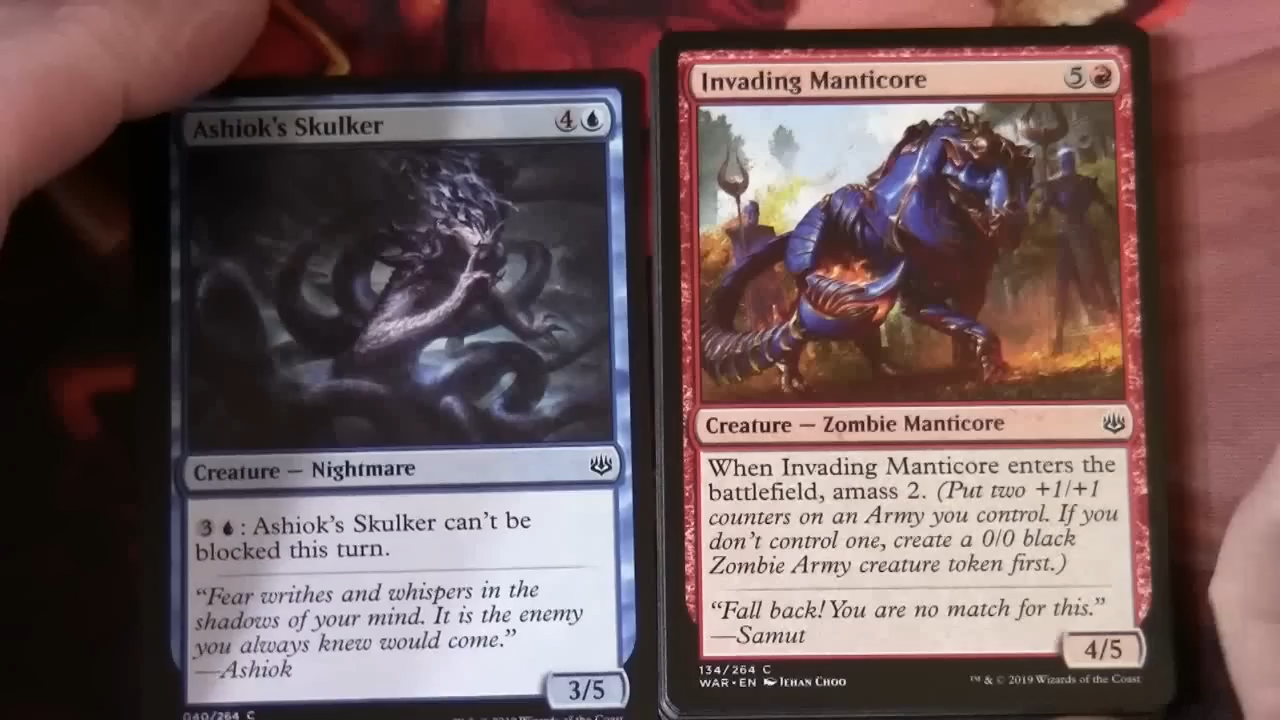 Ashiok's Skulker 4
Creature — Nightmare
3 : Ashiok's Skulker can't be
blocked this turn.
"Fear writhes and whispers in the
shadows of your mind. It is the enemy
you always knew would come."
—Ashiok
3/5
040/264 C
Invading Manticore 5
Creature — Zombie Manticore
When Invading Manticore enters the
battlefield, amass 2. (Put two +1/+1
counters on an Army you control. If you
don't control one, create a 0/0 black
Zombie Army creature token first.)
"Fall back! You are no match for this."
—Samut
4/5
134/264 C
WAR • EN Jehan Choo
™ & © 2019 Wizards of the Coast